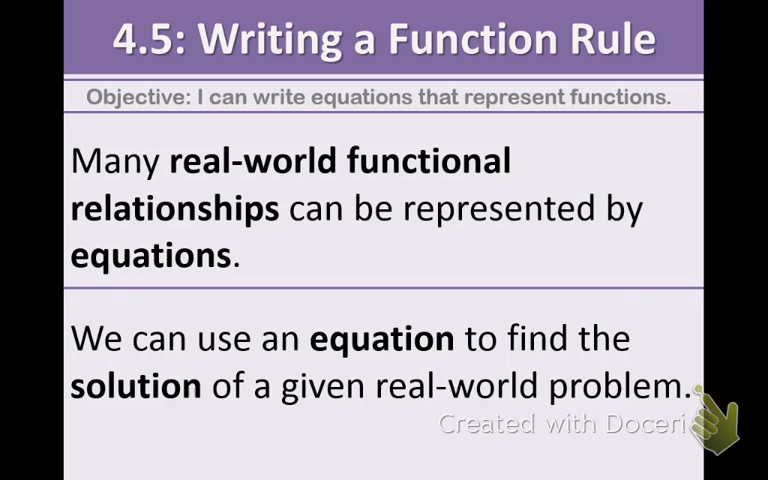 4.5: Writing a Function Rule
Objective: I can write equations that represent functions.
Many real-world functional
relationships can be represented by
equations.
We can use an equation to find the
solution of a given real-world problem.
Created with Doceri